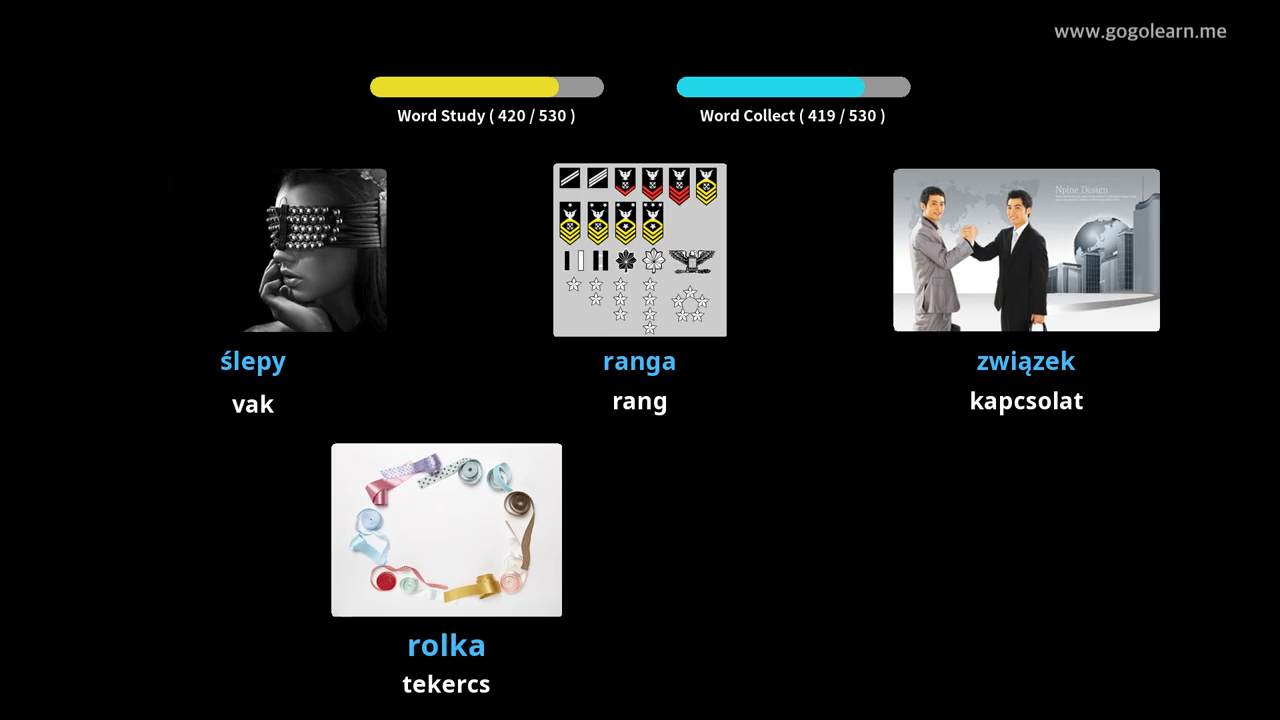 www.gogolearn.me
Word Study ( 420 / 530 )
Word Collect ( 419 / 530 )
Npine Design
ślepy
ranga
związek
vak
rang
kapcsolat
rolka
tekercs